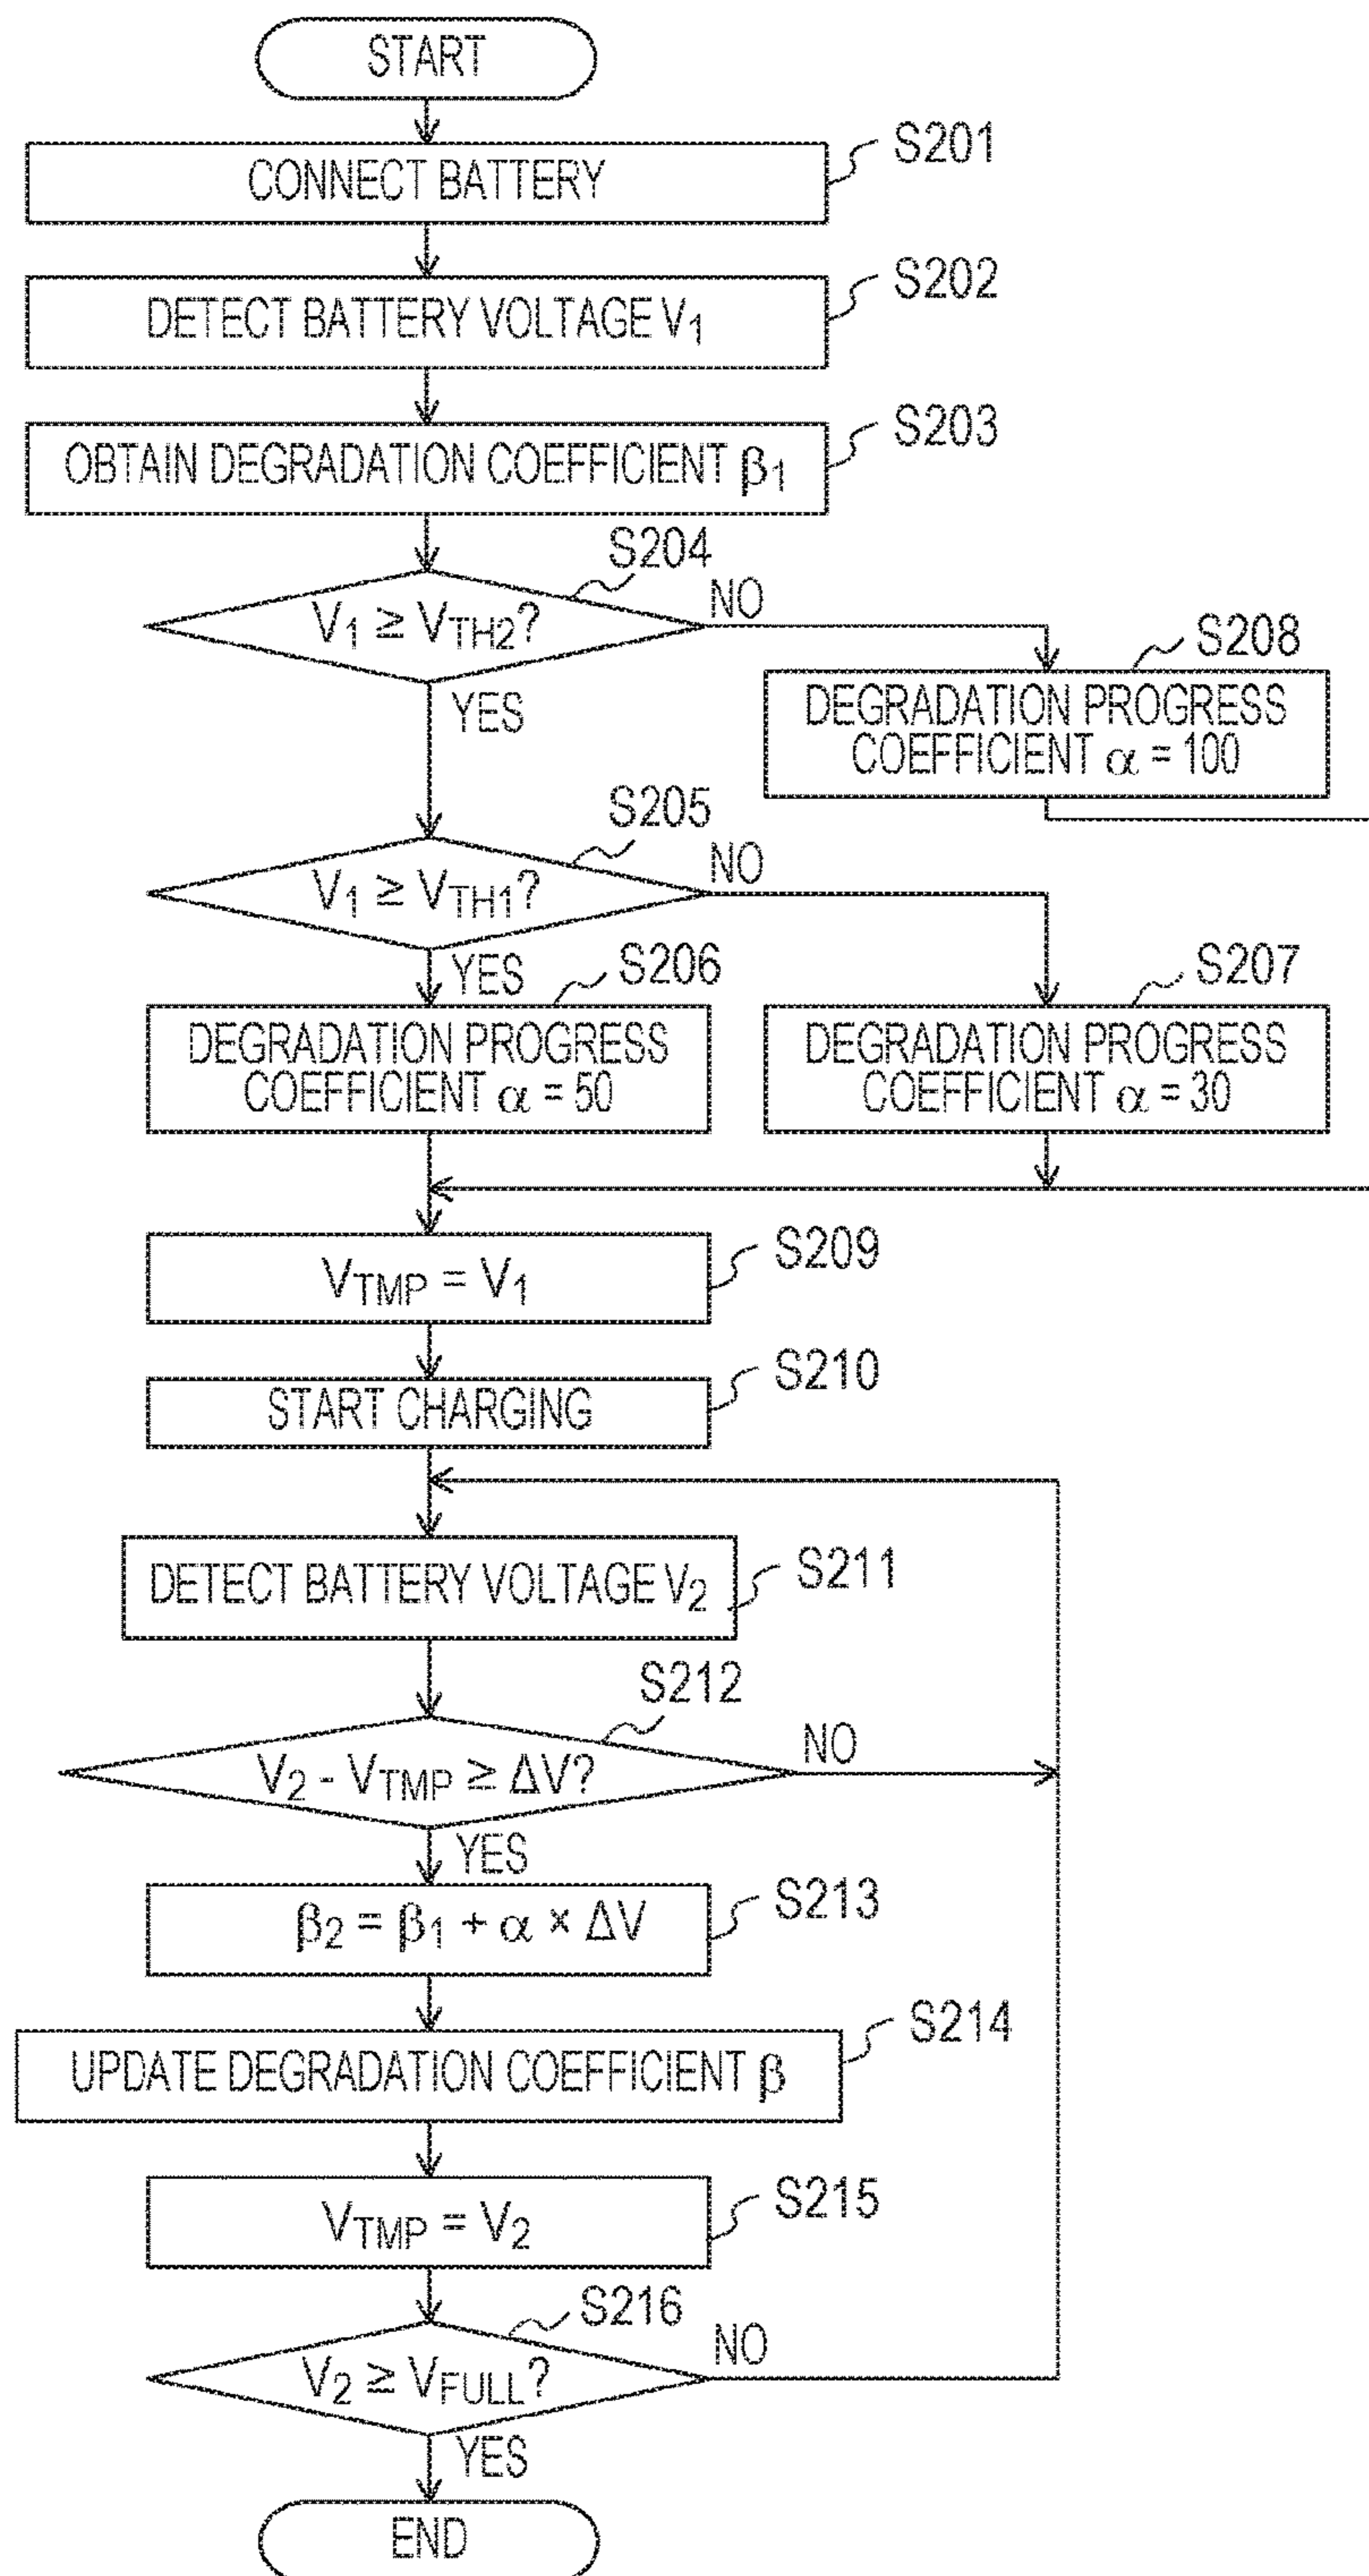 START
CONNECT BATTERY
S201
DETECT BATTERY VOLTAGE V1
S202
OBTAIN DEGRADATION COEFFICIENT β1
S203
V1 ≥ VTH2?
S204
NO
YES
DEGRADATION PROGRESS
COEFFICIENT α = 100
S208
V1 ≥ VTH1?
S205
NO
YES
DEGRADATION PROGRESS
COEFFICIENT α = 50
S206
DEGRADATION PROGRESS
COEFFICIENT α = 30
S207
VTMP = V1
S209
START CHARGING
S210
DETECT BATTERY VOLTAGE V2
S211
V2 - VTMP ≥ ΔV?
S212
NO
YES
β2 = β1 + α × ΔV
S213
UPDATE DEGRADATION COEFFICIENT β
S214
VTMP = V2
S215
V2 ≥ VFULL?
S216
NO
YES
END